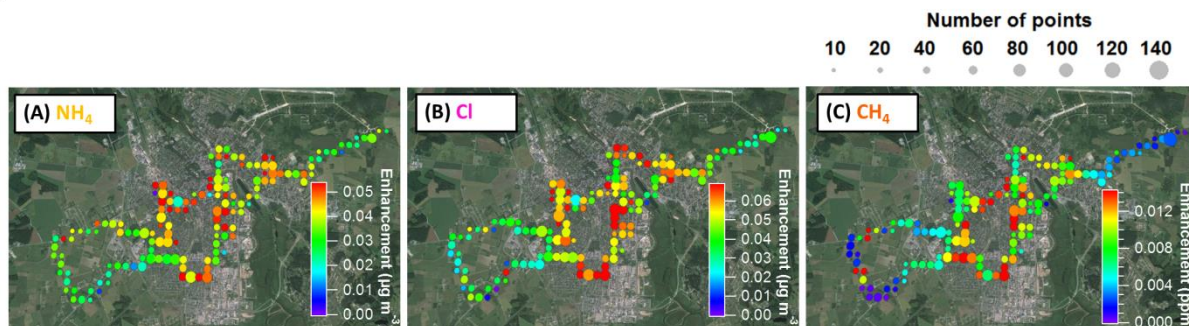 Number of points
10 20 40 60 80 100 120 140
(A) NH₄
(B) Cl
(C) CH₄
0.05
0.04
0.03
0.02
0.01
0.00
Enhancement (µg m⁻³
0.06
0.05
0.04
0.03
0.02
0.01
0.00
Enhancement (µg m⁻³
0.012
0.008
0.004
0.000
Enhancement (ppm)